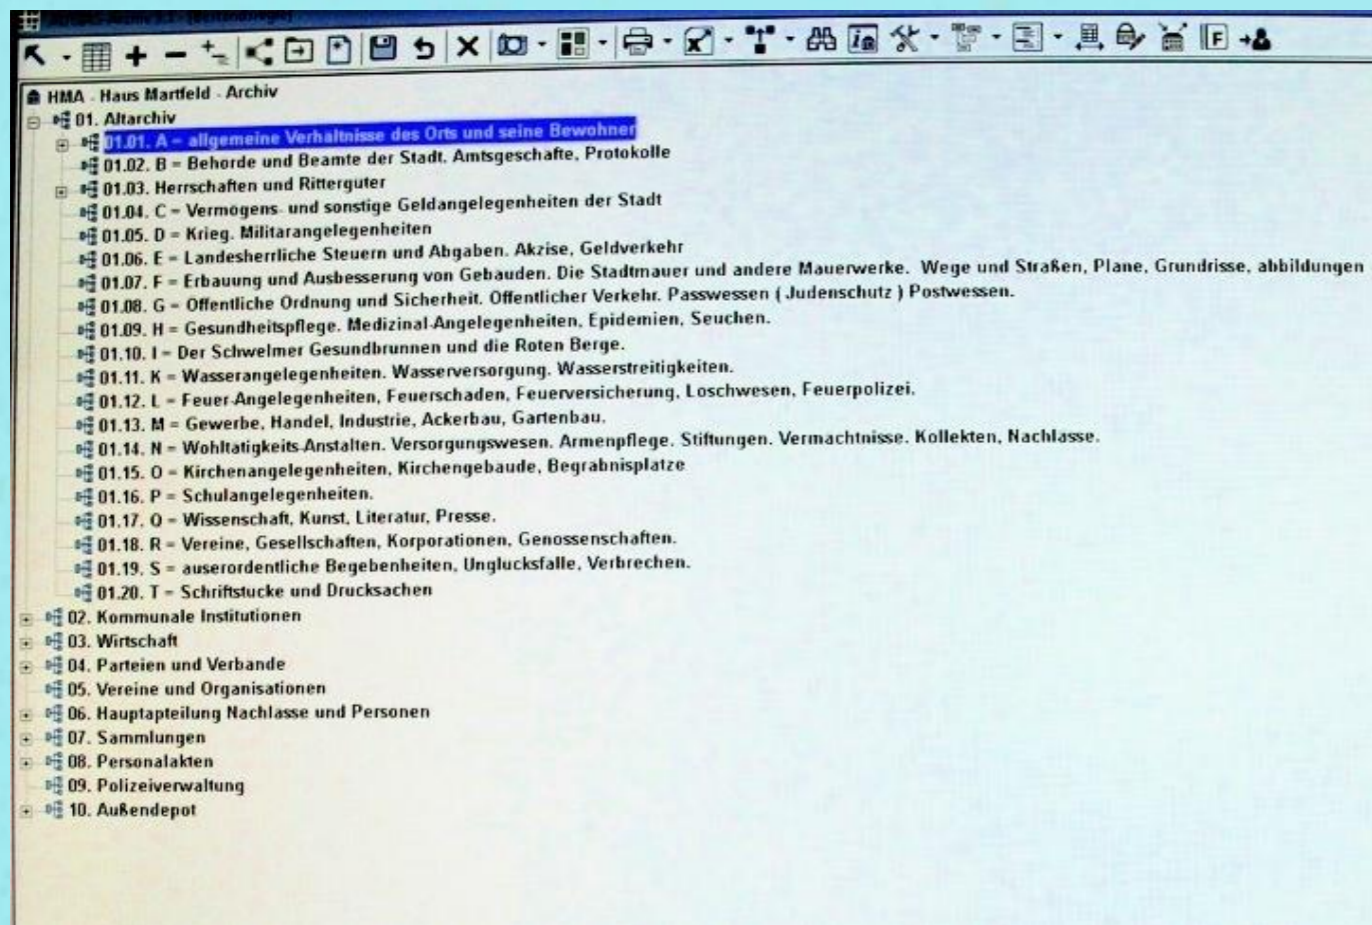 HMA - Haus Martfeld - Archiv
01. Altarchiv
01.01. A = allgemeine Verhaltnisse des Orts und seine Bewohner
01.02. B = Behorde und Beamte der Stadt. Amtsgeschafte, Protokolle
01.03. Herrschaften und Ritterguter
01.04. C = Vermogens- und sonstige Geldangelegenheiten der Stadt
01.05. D = Krieg. Militarangelegenheiten
01.06. E = Landesherrliche Steuern und Abgaben. Akzise, Geldverkehr
01.07. F = Erbauung und Ausbesserung von Gebauden. Die Stadtmauer und andere Mauerwerke. Wege und Straßen, Plane, Grundrisse, abbildungen
01.08. G = Offentliche Ordnung und Sicherheit. Offentlicher Verkehr. Passwesen ( Judenschutz ) Postwessen.
01.09. H = Gesundheitspflege. Medizinal-Angelegenheiten, Epidemien, Seuchen.
01.10. I = Der Schwelmer Gesundbrunnen und die Roten Berge.
01.11. K = Wasserangelegenheiten. Wasserversorgung. Wasserstreitigkeiten.
01.12. L = Feuer-Angelegenheiten, Feuerschaden, Feuerversicherung, Loschwesen, Feuerpolizei.
01.13. M = Gewerbe, Handel, Industrie, Ackerbau, Gartenbau.
01.14. N = Wohltatigkeits-Anstalten. Versorgungswesen. Armenpflege. Stiftungen. Vermachtnisse. Kollekten, Nachlasse.
01.15. O = Kirchenangelegenheiten, Kirchengebaude, Begrabnisplatze
01.16. P = Schulangelegenheiten.
01.17. Q = Wissenschaft, Kunst, Literatur, Presse.
01.18. R = Vereine, Gesellschaften, Korporationen, Genossenschaften.
01.19. S = auserordentliche Begebenheiten, Unglucksfalle, Verbrechen.
01.20. T = Schriftstucke und Drucksachen
02. Kommunale Institutionen
03. Wirtschaft
04. Parteien und Verbande
05. Vereine und Organisationen
06. Hauptapteilung Nachlasse und Personen
07. Sammlungen
08. Personalakten
09. Polizeiverwaltung
10. Außendepot